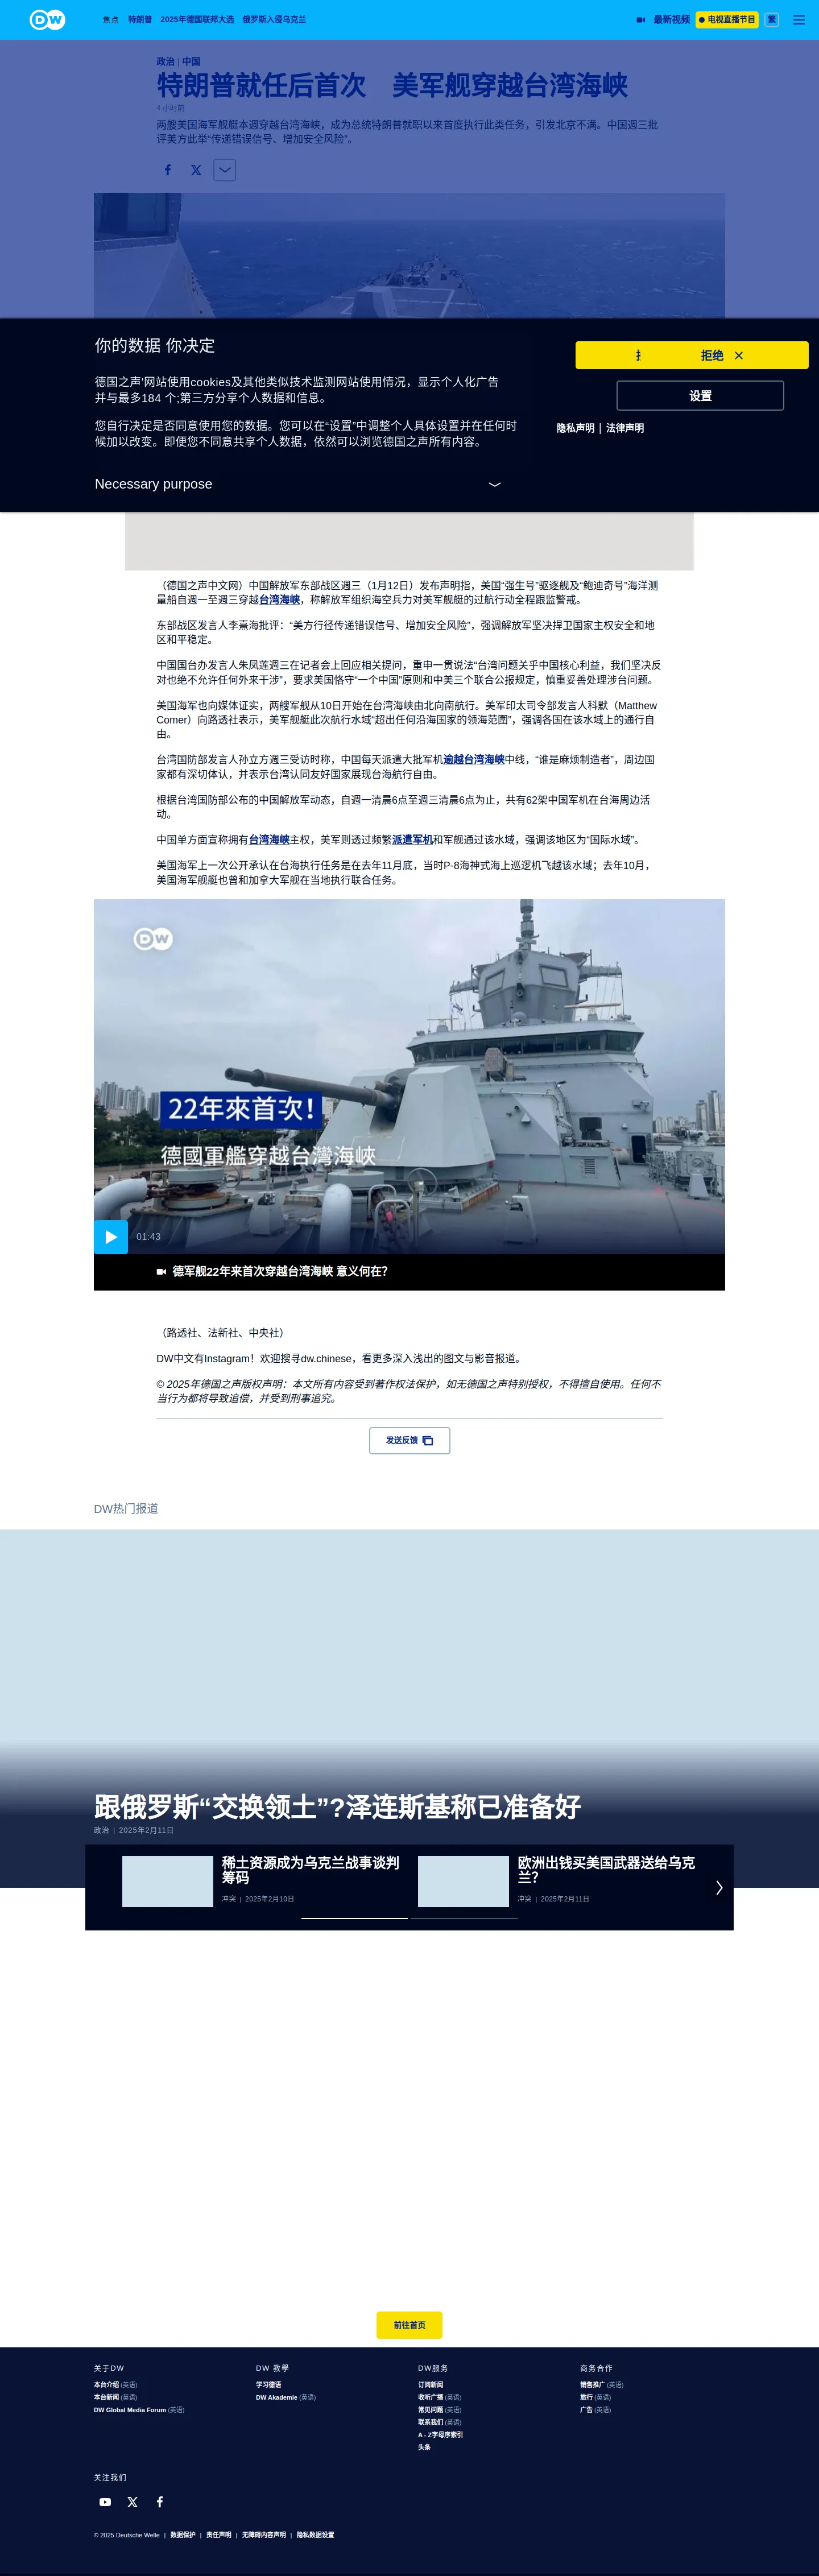 DW
焦点 特朗普 2025年德国联邦大选 俄罗斯入侵乌克兰
最新视频 电视直播节目 繁
政治 | 中国
特朗普就任后首次 美军舰穿越台湾海峡
4 小时前
两艘美国海军舰艇本週穿越台湾海峡，成为总统特朗普就职以来首度执行此类任务，引发北京不满。中国週三批
评美方此举“传递错误信号、增加安全风险”。
你的数据 你决定
德国之声'网站使用cookies及其他类似技术监测网站使用情况，显示个人化广告
并与最多184 个;第三方分享个人数据和信息。
您自行决定是否同意使用您的数据。您可以在“设置”中调整个人具体设置并在任何时
候加以改变。即便您不同意共享个人数据，依然可以浏览德国之声所有内容。
Necessary purpose
拒绝
设置
隐私声明 | 法律声明
（德国之声中文网）中国解放军东部战区週三（1月12日）发布声明指，美国“强生号”驱逐舰及“鲍迪奇号”海洋测
量船自週一至週三穿越台湾海峡，称解放军组织海空兵力对美军舰艇的过航行动全程跟监警戒。
东部战区发言人李熹海批评：“美方行径传递错误信号、增加安全风险”，强调解放军坚决捍卫国家主权安全和地
区和平稳定。
中国国台办发言人朱凤莲週三在记者会上回应相关提问，重申一贯说法“台湾问题关乎中国核心利益，我们坚决反
对也绝不允许任何外来干涉”，要求美国恪守“一个中国”原则和中美三个联合公报规定，慎重妥善处理涉台问题。
美国海军也向媒体证实，两艘军舰从10日开始在台湾海峡由北向南航行。美军印太司令部发言人科默（Matthew
Comer）向路透社表示，美军舰艇此次航行水域“超出任何沿海国家的领海范圍”，强调各国在该水域上的通行自
由。
台湾国防部发言人孙立方週三受访时称，中国每天派遣大批军机逾越台湾海峡中线，“谁是麻烦制造者”，周边国
家都有深切体认，并表示台湾认同友好国家展现台海航行自由。
根据台湾国防部公布的中国解放军动态，自週一清晨6点至週三清晨6点为止，共有62架中国军机在台海周边活
动。
中国单方面宣称拥有台湾海峡主权，美军则透过频繁派遣军机和军舰通过该水域，强调该地区为“国际水域”。
美国海军上一次公开承认在台海执行任务是在去年11月底，当时P-8海神式海上巡逻机飞越该水域；去年10月，
美国海军舰艇也曾和加拿大军舰在当地执行联合任务。
DW
22年來首次！
德國軍艦穿越台灣海峽
01:43
德军舰22年来首次穿越台湾海峡 意义何在？
（路透社、法新社、中央社）
DW中文有Instagram！欢迎搜寻dw.chinese，看更多深入浅出的图文与影音报道。
© 2025年德国之声版权声明：本文所有内容受到著作权法保护，如无德国之声特别授权，不得擅自使用。任何不
当行为都将导致追偿，并受到刑事追究。
发送反馈
DW热门报道
跟俄罗斯“交换领土”?泽连斯基称已准备好
政治 | 2025年2月11日
稀土资源成为乌克兰战事谈判
筹码
冲突 | 2025年2月10日
欧洲出钱买美国武器送给乌克
兰？
冲突 | 2025年2月11日
前往首页
关于DW
本台介绍 (英语)
本台新闻 (英语)
DW Global Media Forum (英语)
DW 教學
学习德语
DW Akademie (英语)
DW服务
订阅新闻
收听广播 (英语)
常见问题 (英语)
联系我们 (英语)
A - Z字母序索引
头条
商务合作
销售推广 (英语)
旅行 (英语)
广告 (英语)
关注我们
© 2025 Deutsche Welle | 数据保护 | 责任声明 | 无障碍内容声明 | 隐私数据设置